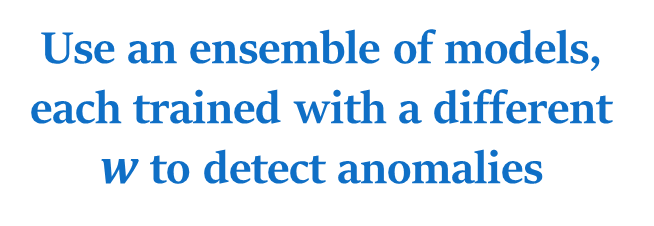 Use an ensemble of models,
each trained with a different
w to detect anomalies